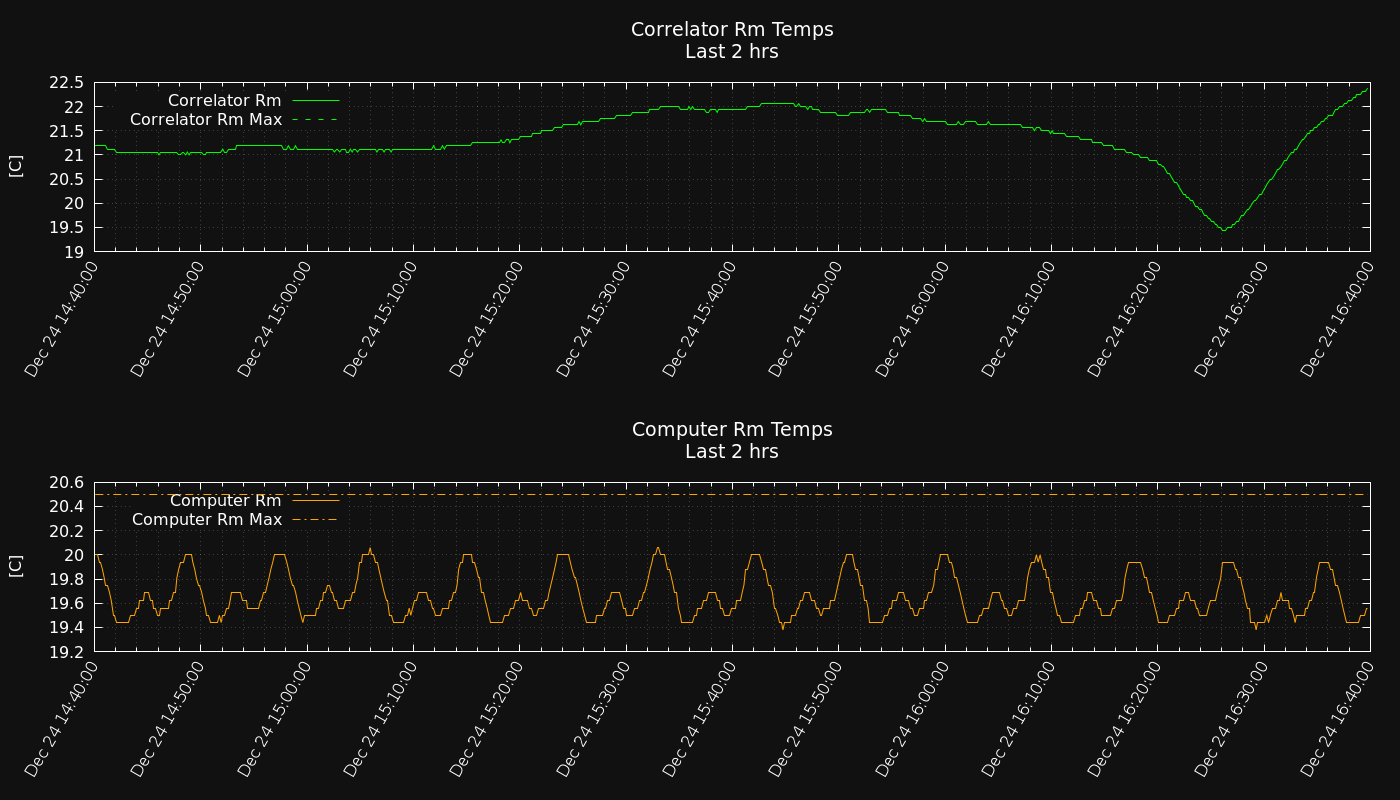 Correlator Rm Temps
Last 2 hrs
22.5
22
21.5
21
20.5
20
19.5
19
[C]
Correlator Rm
Correlator Rm Max
Dec 24 14:40:00
Dec 24 14:50:00
Dec 24 15:00:00
Dec 24 15:10:00
Dec 24 15:20:00
Dec 24 15:30:00
Dec 24 15:40:00
Dec 24 15:50:00
Dec 24 16:00:00
Dec 24 16:10:00
Dec 24 16:20:00
Dec 24 16:30:00
Dec 24 16:40:00
Computer Rm Temps
Last 2 hrs
20.6
20.4
20.2
20
19.8
19.6
19.4
19.2
[C]
Computer Rm
Computer Rm Max
Dec 24 14:40:00
Dec 24 14:50:00
Dec 24 15:00:00
Dec 24 15:10:00
Dec 24 15:20:00
Dec 24 15:30:00
Dec 24 15:40:00
Dec 24 15:50:00
Dec 24 16:00:00
Dec 24 16:10:00
Dec 24 16:20:00
Dec 24 16:30:00
Dec 24 16:40:00